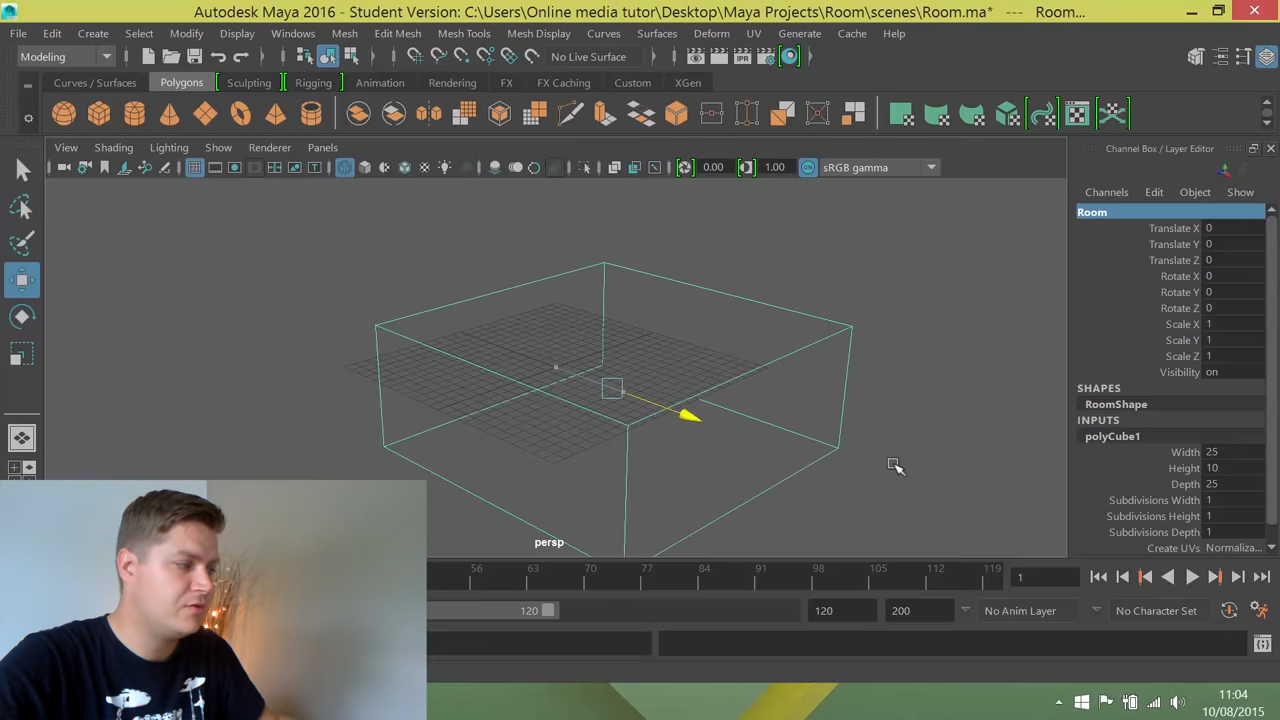 Autodesk Maya 2016 - Student Version: C:\Users\Online media tutor\Desktop\Maya Projects\Room\scenes\Room.ma* --- Room...
File Edit Create Select Modify Display Windows Mesh Edit Mesh Mesh Tools Mesh Display Curves Surfaces Deform UV Generate Cache Help
Modeling No Live Surface IPR
Curves / Surfaces Polygons Sculpting Rigging Animation Rendering FX FX Caching Custom XGen
View Shading Lighting Show Renderer Panels
0.00 1.00 ON sRGB gamma
Channel Box / Layer Editor
Channels Edit Object Show
Room
Translate X 0
Translate Y 0
Translate Z 0
Rotate X 0
Rotate Y 0
Rotate Z 0
Scale X 1
Scale Y 1
Scale Z 1
Visibility on
SHAPES
RoomShape
INPUTS
polyCube1
Width 25
Height 10
Depth 25
Subdivisions Width 1
Subdivisions Height 1
Subdivisions Depth 1
Create UVs Normaliza...
persp
56 63 70 77 84 91 98 105 112 119 1
120 120 200 No Anim Layer No Character Set
11:04
10/08/2015